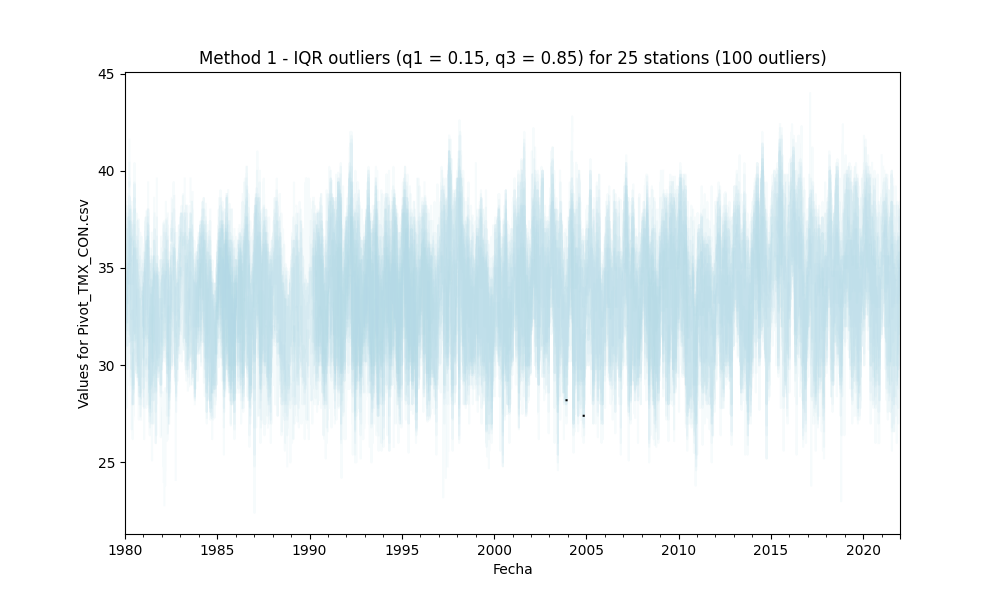 Method 1 - IQR outliers (q1 = 0.15, q3 = 0.85) for 25 stations (100 outliers)
45
40
35
30
25
Values for Pivot_TMX_CON.csv
1980 1985 1990 1995 2000 2005 2010 2015 2020
Fecha